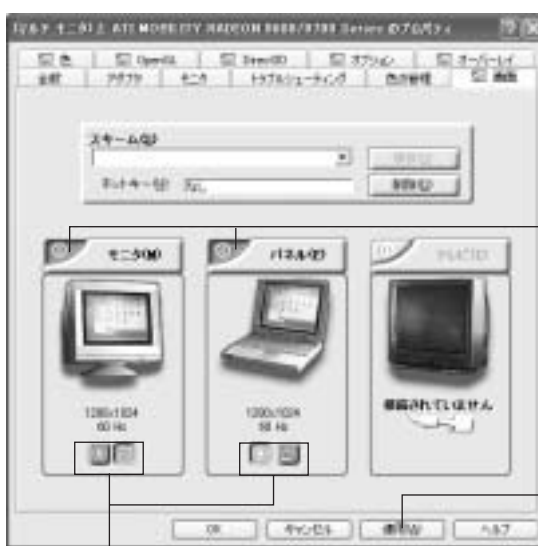 (マルチ モニタ)と ATI MOBILITY RADEON 9600/9700 Series のプロパティ
色 OpenGL Direct3D オプション オーバーレイ
全般 アダプタ モニタ トラブルシューティング 色の管理 画面
スキーム(S)
保存(S)
ホットキー(H) なし
削除(D)
モニタ(M) パネル(P)
1280x1024 1280x1024
60 Hz 60 Hz
接続されていません
OK キャンセル 適用(A) ヘルプ